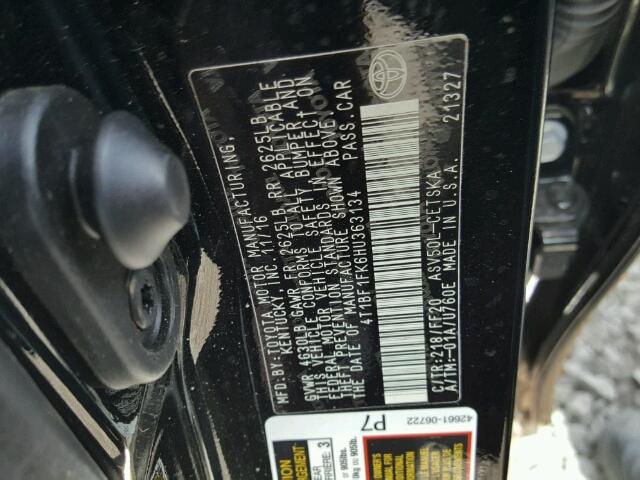 MFD.BY:TOYOTA MOTOR MANUFACTURING,
KENTUCKY, INC. 11/16
GVWR 4630LB GAWR FR 2625LB RR 2625LB
THIS VEHICLE CONFORMS TO ALL APPLICABLE
FEDERAL MOTOR VEHICLE SAFETY BUMPER, AND
THEFT PREVENTION STANDARDS IN EFFECT ON
THE DATE OF MANUFACTURE SHOWN ABOVE.
4T1BF1FK6HU363134 PASS. CAR
C/TR:218/FE20 ASV50L-CETSKA
A/TM:-01A/U760E MADE IN U.S.A. 21327
42661-06722
P7
3